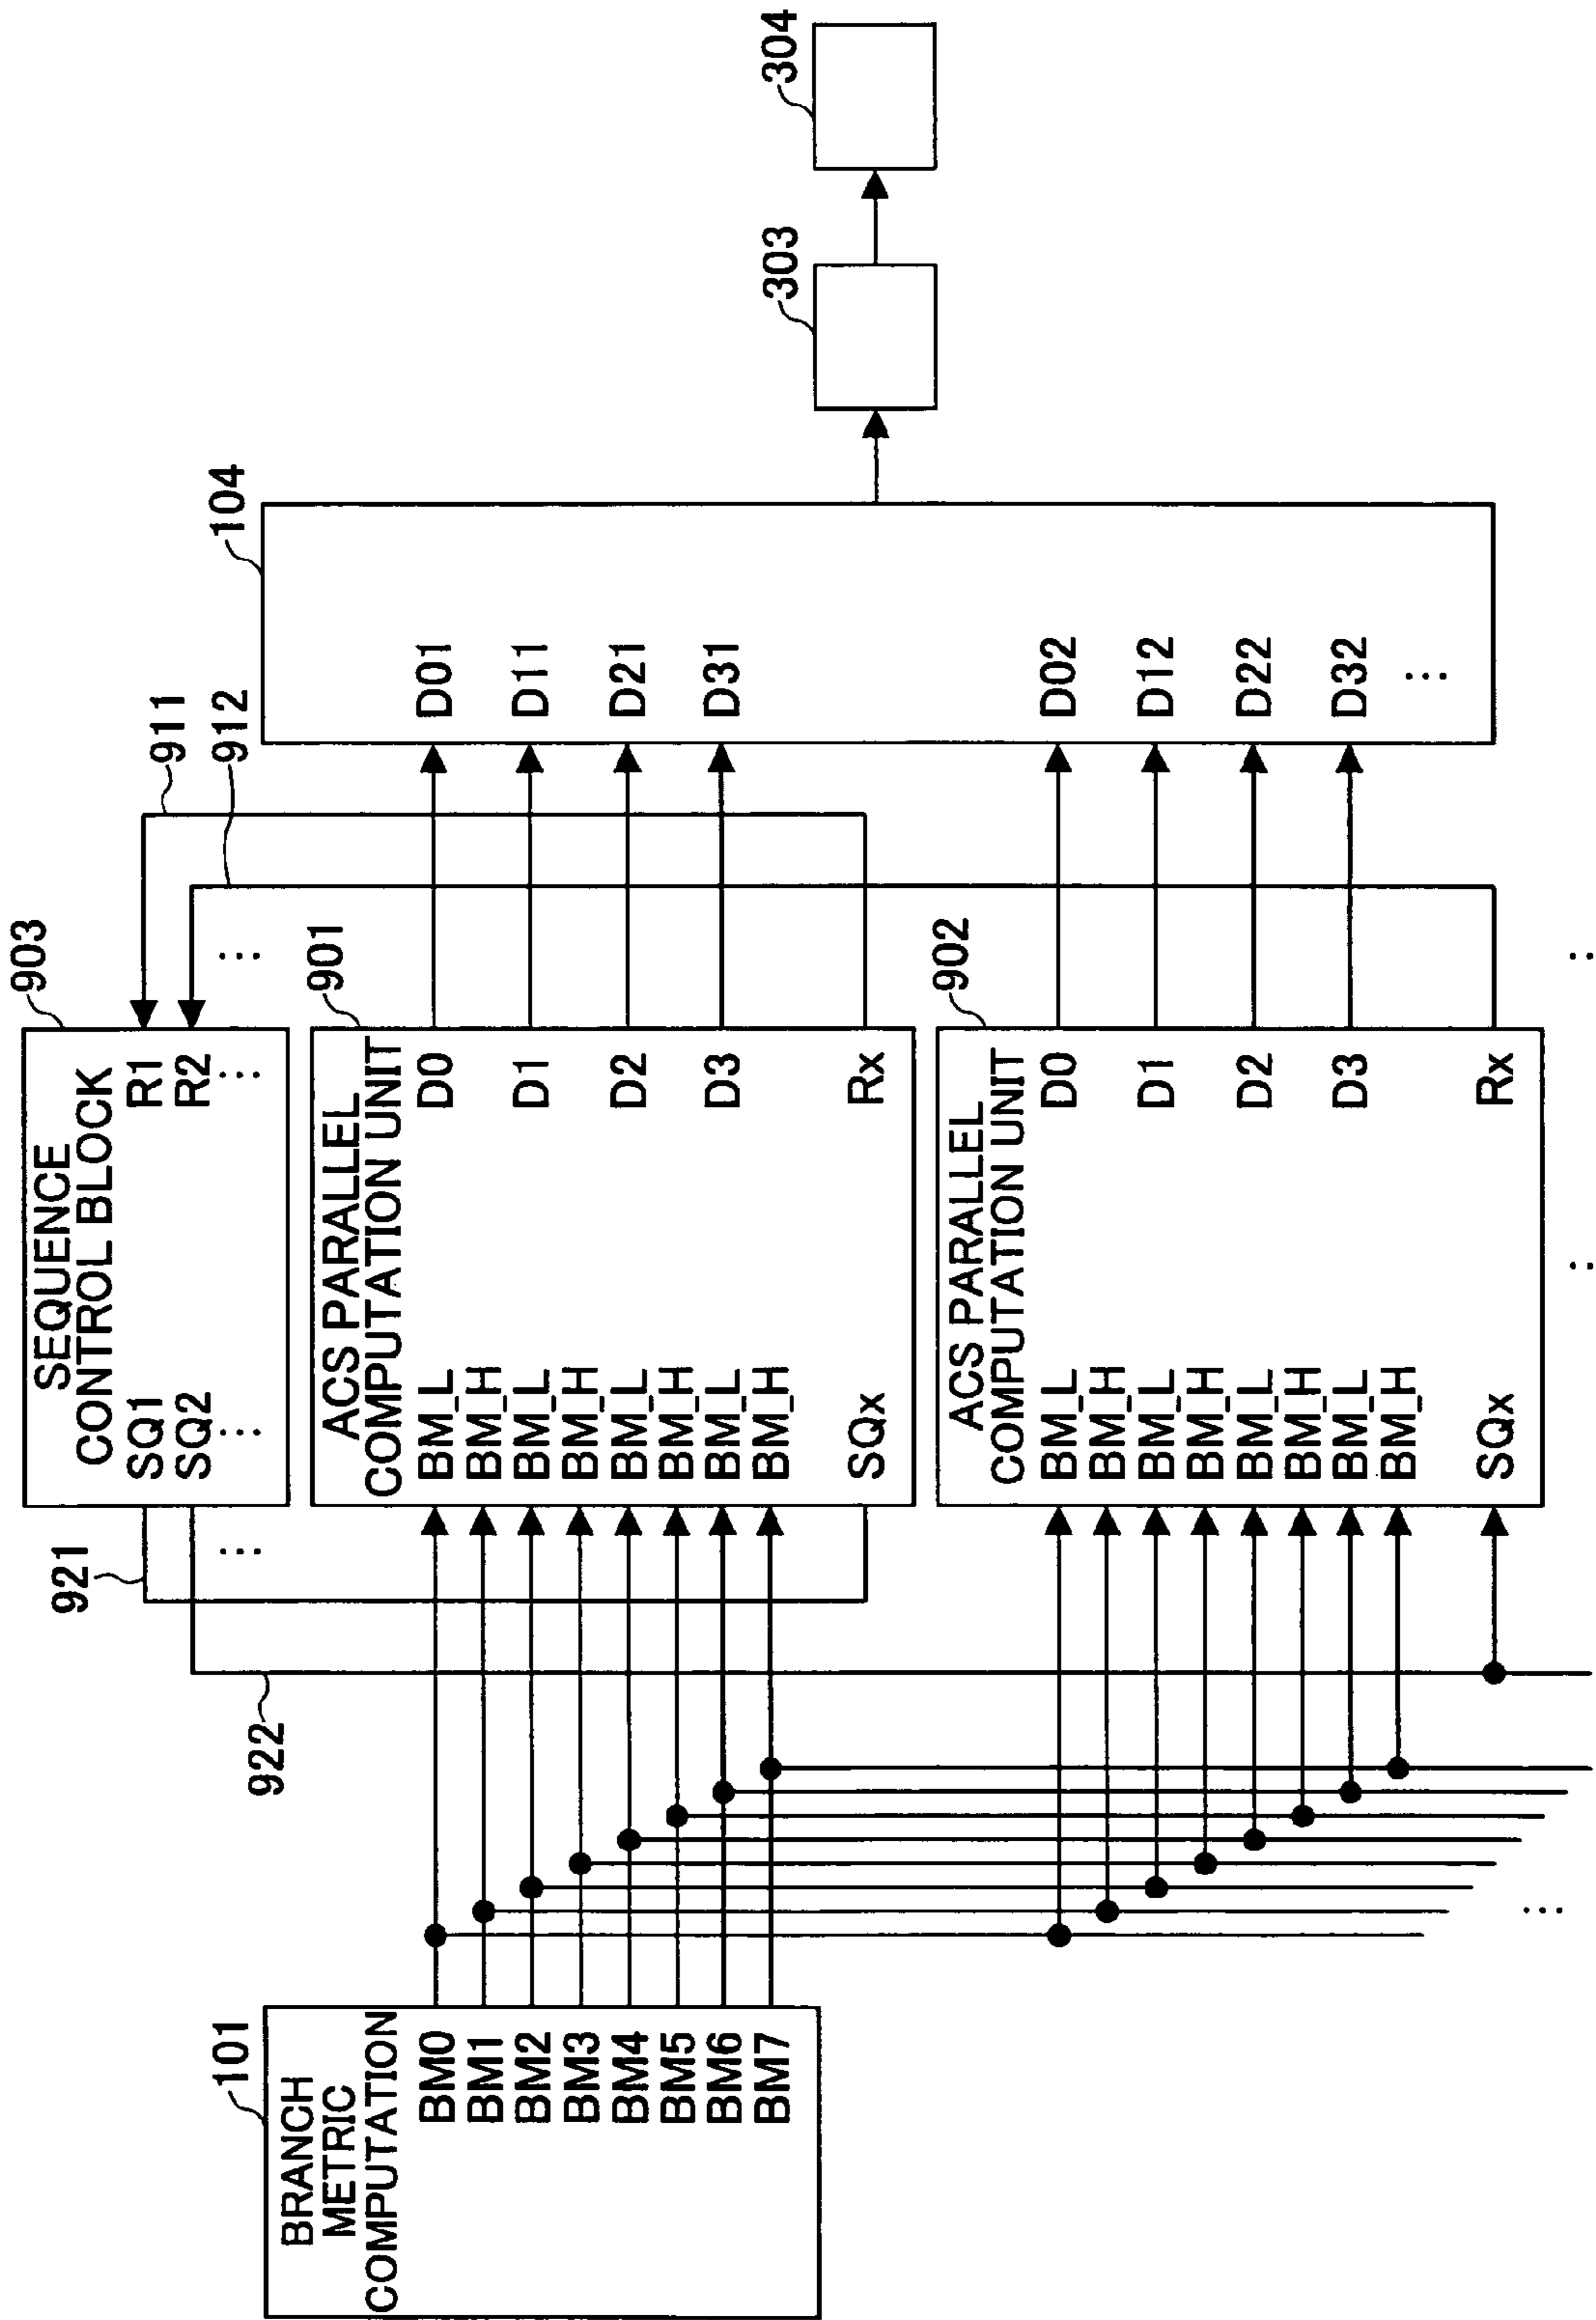 101
BRANCH
METRIC
COMPUTATION
BM0
BM1
BM2
BM3
BM4
BM5
BM6
BM7
922
921
903
SEQUENCE
CONTROL BLOCK
SQ1 R1
SQ2 R2
⋮ ⋮
⋮ ⋮
911
912
901
ACS PARALLEL
COMPUTATION UNIT
BM_L D0
BM_H
BM_L D1
BM_H
BM_L D2
BM_H
BM_L D3
BM_H
SQx Rx
902
ACS PARALLEL
COMPUTATION UNIT
BM_L D0
BM_H
BM_L D1
BM_H
BM_L D2
BM_H
BM_L D3
BM_H
SQx Rx
⋮
⋮ ⋮
104
D01
D11
D21
D31
D02
D12
D22
D32
⋮
303
304